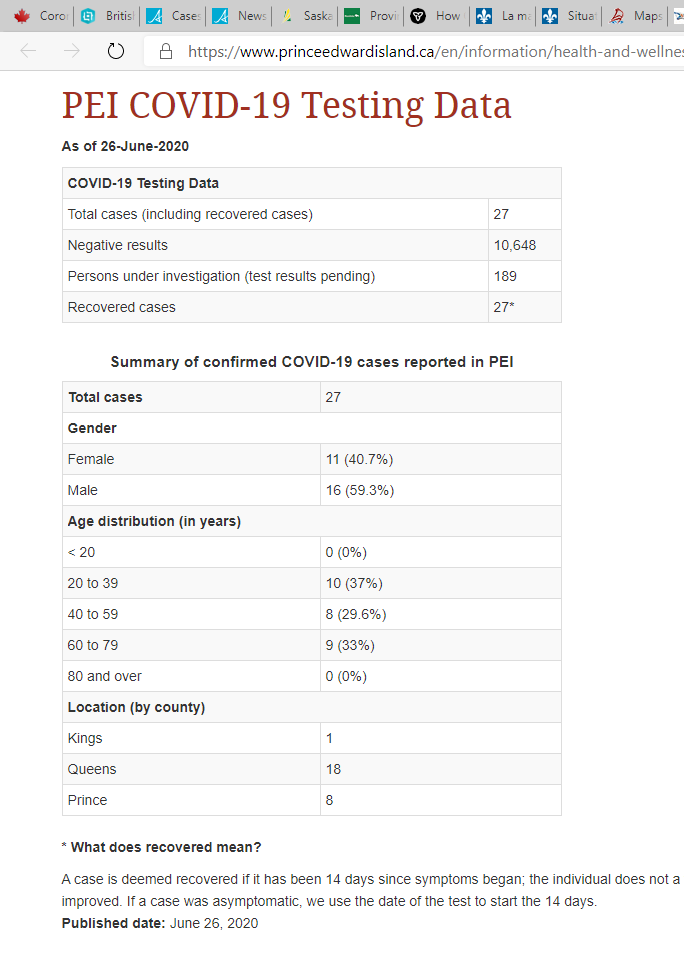 Coror
Britisl
Cases
News
Saska
Provi
How
La ma
Situat
Maps
https://www.princeedwardisland.ca/en/information/health-and-wellnes
PEI COVID-19 Testing Data
As of 26-June-2020
COVID-19 Testing Data
Total cases (including recovered cases) 27
Negative results 10,648
Persons under investigation (test results pending) 189
Recovered cases 27*
Summary of confirmed COVID-19 cases reported in PEI
Total cases 27
Gender
Female 11 (40.7%)
Male 16 (59.3%)
Age distribution (in years)
< 20 0 (0%)
20 to 39 10 (37%)
40 to 59 8 (29.6%)
60 to 79 9 (33%)
80 and over 0 (0%)
Location (by county)
Kings 1
Queens 18
Prince 8
* What does recovered mean?
A case is deemed recovered if it has been 14 days since symptoms began; the individual does not a
improved. If a case was asymptomatic, we use the date of the test to start the 14 days.
Published date: June 26, 2020